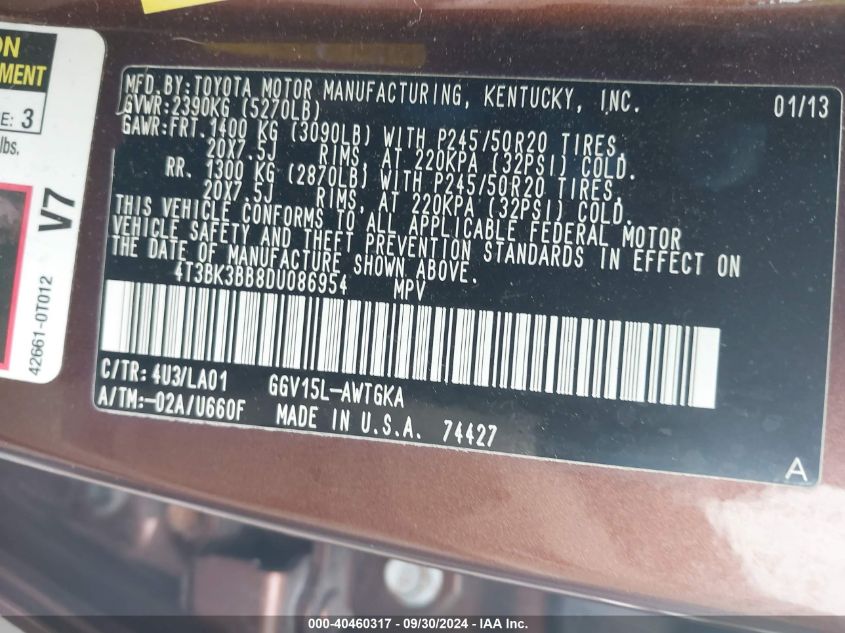 ON
EMENT
E: 3
lbs.
V7
42661-0T012
MFD.BY:TOYOTA MOTOR MANUFACTURING, KENTUCKY, INC. 01/13
GVWR:2390KG (5270LB)
GAWR:FRT.1400 KG (3090LB) WITH P245/50R20 TIRES,
20X7.5J RIMS, AT 220KPA (32PSI) COLD.
RR. 1300 KG (2870LB) WITH P245/50R20 TIRES,
20X7.5J RIMS, AT 220KPA (32PSI) COLD.
THIS VEHICLE CONFORMS TO ALL APPLICABLE FEDERAL MOTOR
VEHICLE SAFETY AND THEFT PREVENTION STANDARDS IN EFFECT ON
THE DATE OF MANUFACTURE SHOWN ABOVE.
4T3BK3BB8DU086954 MPV
C/TR:4U3/LA01 GGV15L-AWTGKA
A/TM:-02A/U660F MADE IN U.S.A. 74427
A
000-40460317 - 09/30/2024 - IAA Inc.